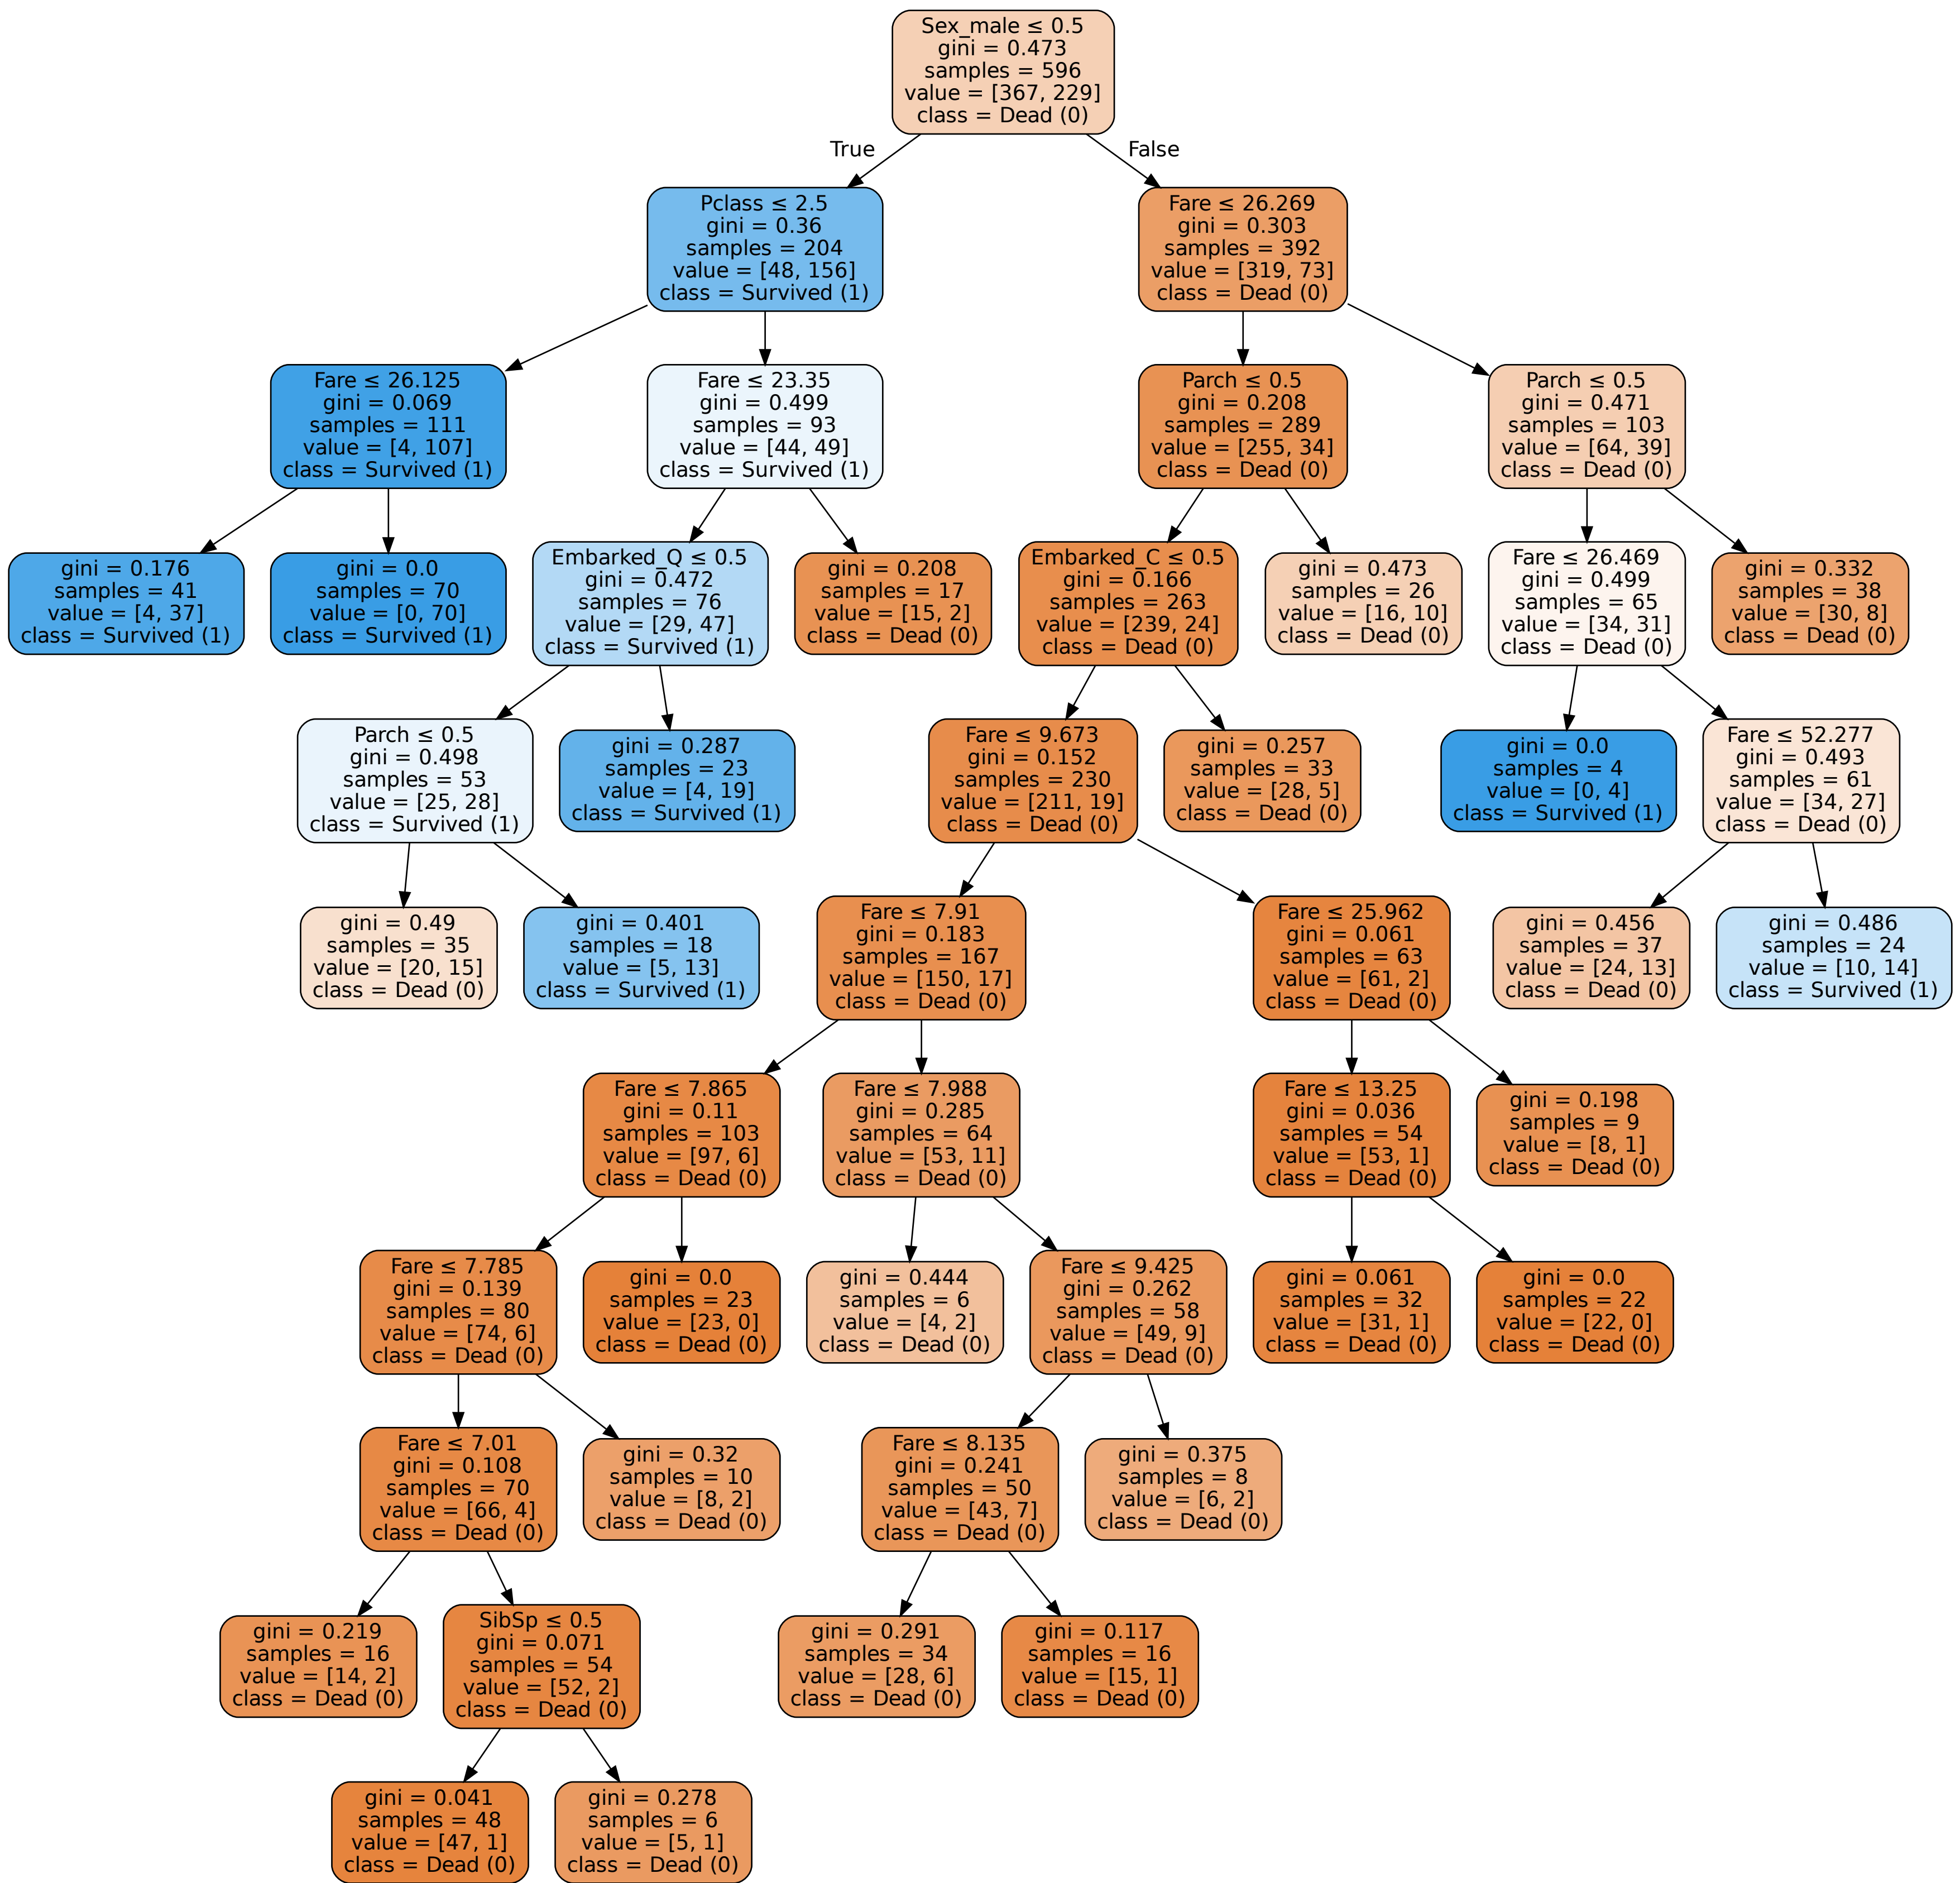 Sex_male ≤ 0.5
gini = 0.473
samples = 596
value = [367, 229]
class = Dead (0)
True
False
Pclass ≤ 2.5
gini = 0.36
samples = 204
value = [48, 156]
class = Survived (1)
Fare ≤ 26.269
gini = 0.303
samples = 392
value = [319, 73]
class = Dead (0)
Fare ≤ 26.125
gini = 0.069
samples = 111
value = [4, 107]
class = Survived (1)
Fare ≤ 23.35
gini = 0.499
samples = 93
value = [44, 49]
class = Survived (1)
Parch ≤ 0.5
gini = 0.208
samples = 289
value = [255, 34]
class = Dead (0)
Parch ≤ 0.5
gini = 0.471
samples = 103
value = [64, 39]
class = Dead (0)
gini = 0.176
samples = 41
value = [4, 37]
class = Survived (1)
gini = 0.0
samples = 70
value = [0, 70]
class = Survived (1)
Embarked_Q ≤ 0.5
gini = 0.472
samples = 76
value = [29, 47]
class = Survived (1)
gini = 0.208
samples = 17
value = [15, 2]
class = Dead (0)
Embarked_C ≤ 0.5
gini = 0.166
samples = 263
value = [239, 24]
class = Dead (0)
gini = 0.473
samples = 26
value = [16, 10]
class = Dead (0)
Fare ≤ 26.469
gini = 0.499
samples = 65
value = [34, 31]
class = Dead (0)
gini = 0.332
samples = 38
value = [30, 8]
class = Dead (0)
Parch ≤ 0.5
gini = 0.498
samples = 53
value = [25, 28]
class = Survived (1)
gini = 0.287
samples = 23
value = [4, 19]
class = Survived (1)
Fare ≤ 9.673
gini = 0.152
samples = 230
value = [211, 19]
class = Dead (0)
gini = 0.257
samples = 33
value = [28, 5]
class = Dead (0)
gini = 0.0
samples = 4
value = [0, 4]
class = Survived (1)
Fare ≤ 52.277
gini = 0.493
samples = 61
value = [34, 27]
class = Dead (0)
gini = 0.49
samples = 35
value = [20, 15]
class = Dead (0)
gini = 0.401
samples = 18
value = [5, 13]
class = Survived (1)
Fare ≤ 7.91
gini = 0.183
samples = 167
value = [150, 17]
class = Dead (0)
Fare ≤ 25.962
gini = 0.061
samples = 63
value = [61, 2]
class = Dead (0)
gini = 0.456
samples = 37
value = [24, 13]
class = Dead (0)
gini = 0.486
samples = 24
value = [10, 14]
class = Survived (1)
Fare ≤ 7.865
gini = 0.11
samples = 103
value = [97, 6]
class = Dead (0)
Fare ≤ 7.988
gini = 0.285
samples = 64
value = [53, 11]
class = Dead (0)
Fare ≤ 13.25
gini = 0.036
samples = 54
value = [53, 1]
class = Dead (0)
gini = 0.198
samples = 9
value = [8, 1]
class = Dead (0)
Fare ≤ 7.785
gini = 0.139
samples = 80
value = [74, 6]
class = Dead (0)
gini = 0.0
samples = 23
value = [23, 0]
class = Dead (0)
gini = 0.444
samples = 6
value = [4, 2]
class = Dead (0)
Fare ≤ 9.425
gini = 0.262
samples = 58
value = [49, 9]
class = Dead (0)
gini = 0.061
samples = 32
value = [31, 1]
class = Dead (0)
gini = 0.0
samples = 22
value = [22, 0]
class = Dead (0)
Fare ≤ 7.01
gini = 0.108
samples = 70
value = [66, 4]
class = Dead (0)
gini = 0.32
samples = 10
value = [8, 2]
class = Dead (0)
Fare ≤ 8.135
gini = 0.241
samples = 50
value = [43, 7]
class = Dead (0)
gini = 0.375
samples = 8
value = [6, 2]
class = Dead (0)
gini = 0.219
samples = 16
value = [14, 2]
class = Dead (0)
SibSp ≤ 0.5
gini = 0.071
samples = 54
value = [52, 2]
class = Dead (0)
gini = 0.291
samples = 34
value = [28, 6]
class = Dead (0)
gini = 0.117
samples = 16
value = [15, 1]
class = Dead (0)
gini = 0.041
samples = 48
value = [47, 1]
class = Dead (0)
gini = 0.278
samples = 6
value = [5, 1]
class = Dead (0)